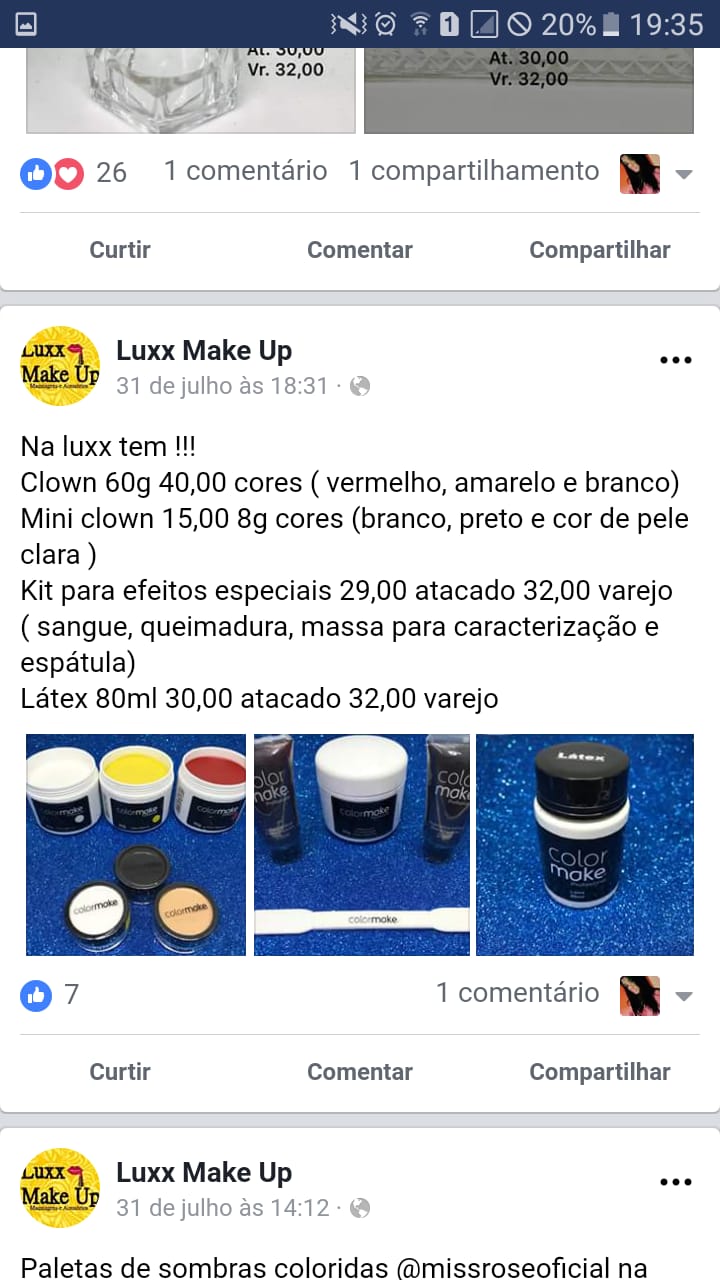 20% 19:35
At. 30,00
Vr. 32,00
At. 30,00
Vr. 32,00
26 1 comentário 1 compartilhamento
Curtir Comentar Compartilhar
Luxx Make Up
Luxx Make Up
31 de julho às 18:31 ·
Na luxx tem !!!
Clown 60g 40,00 cores ( vermelho, amarelo e branco)
Mini clown 15,00 8g cores (branco, preto e cor de pele
clara )
Kit para efeitos especiais 29,00 atacado 32,00 varejo
( sangue, queimadura, massa para caracterização e
espátula)
Látex 80ml 30,00 atacado 32,00 varejo
colormake colormake colormake
colormake. colormake.
color make
colormake
color make
colormake.
Látex
color
make
7 1 comentário
Curtir Comentar Compartilhar
Luxx Make Up
Luxx Make Up
31 de julho às 14:12 ·
Paletas de sombras coloridas @missroseoficial na